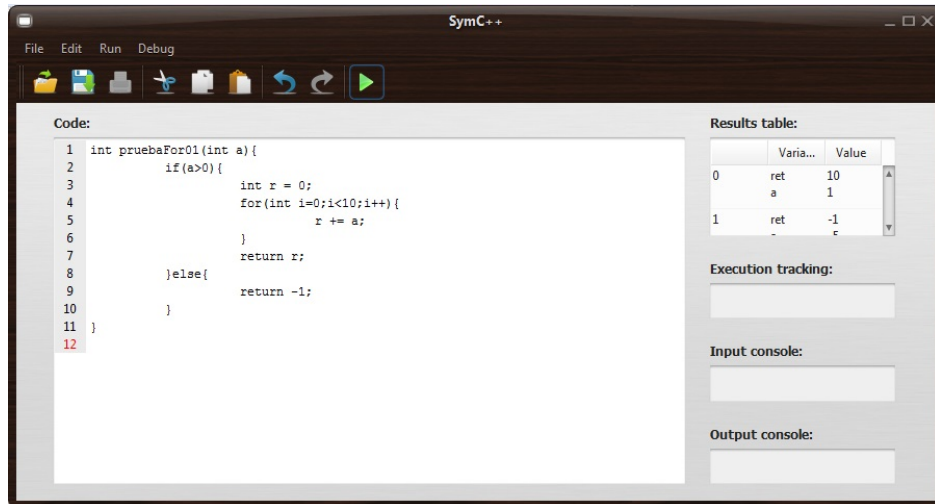 SymC++
File Edit Run Debug
Code:
1 int pruebaFor01(int a){
2 if(a>0){
3 int r = 0;
4 for(int i=0;i<10;i++){
5 r += a;
6 }
7 return r;
8 }else{
9 return -1;
10 }
11 }
12
Results table:
Varia... Value
0 ret 10
a 1
1 ret -1
Execution tracking:
Input console:
Output console: